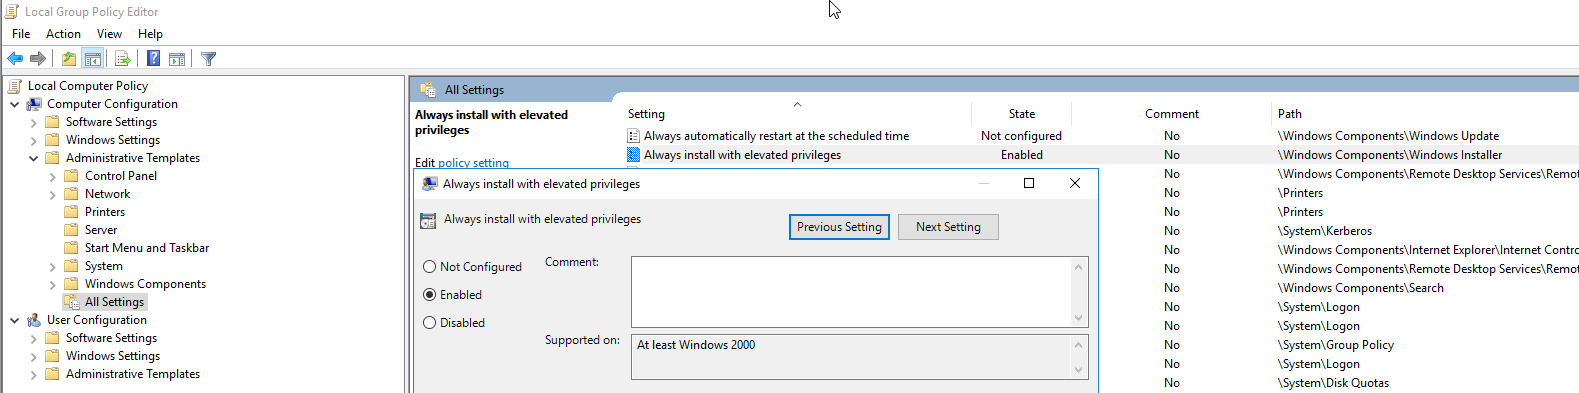 Local Group Policy Editor
File Action View Help
Local Computer Policy
Computer Configuration
Software Settings
Windows Settings
Administrative Templates
Control Panel
Network
Printers
Server
Start Menu and Taskbar
System
Windows Components
All Settings
User Configuration
Software Settings
Windows Settings
Administrative Templates
All Settings
Always install with elevated
privileges
Edit policy setting
Setting State Comment Path
Always automatically restart at the scheduled time Not configured No \Windows Components\Windows Update
Always install with elevated privileges Enabled No \Windows Components\Windows Installer
No \Windows Components\Remote Desktop Services\Remot
No \Printers
No \Printers
No \System\Kerberos
No \Windows Components\Internet Explorer\Internet Contro
No \Windows Components\Remote Desktop Services\Remot
No \Windows Components\Search
No \System\Logon
No \System\Logon
No \System\Group Policy
No \System\Logon
No \System\Disk Quotas
Always install with elevated privileges
Always install with elevated privileges
Previous Setting Next Setting
Not Configured
Enabled
Disabled
Comment:
Supported on:
At least Windows 2000